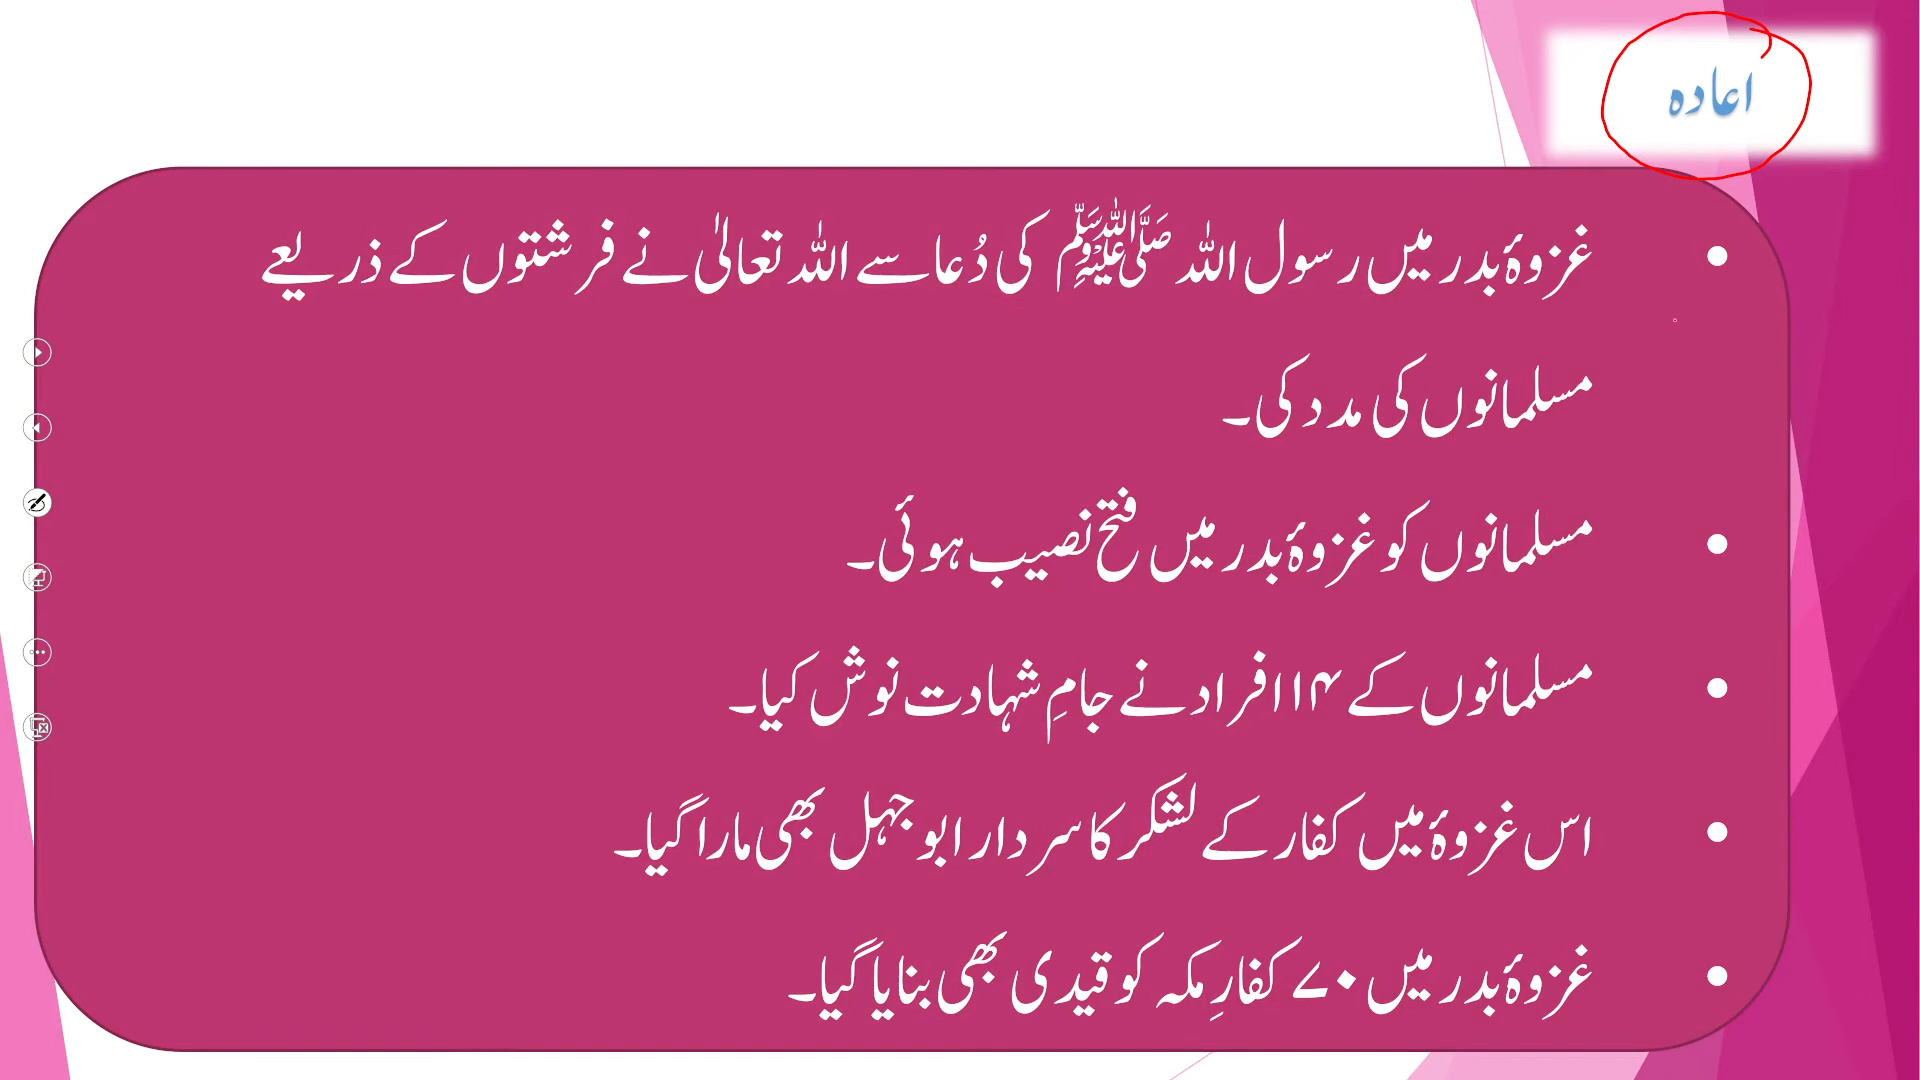 اعادہ
• غزوۂ بدر میں رسول اللہ ﷺ کی دُعا سے اللہ تعالیٰ نے فرشتوں کے ذریعے
مسلمانوں کی مدد کی۔
• مسلمانوں کو غزوۂ بدر میں فتح نصیب ہوئی۔
• مسلمانوں کے ۱۴ افراد نے جامِ شہادت نوش کیا۔
• اس غزوۂ میں کفار کے لشکر کا سردار ابو جہل بھی مارا گیا۔
• غزوۂ بدر میں ۷۰ کفارِ مکہ کو قیدی بھی بنایا گیا۔